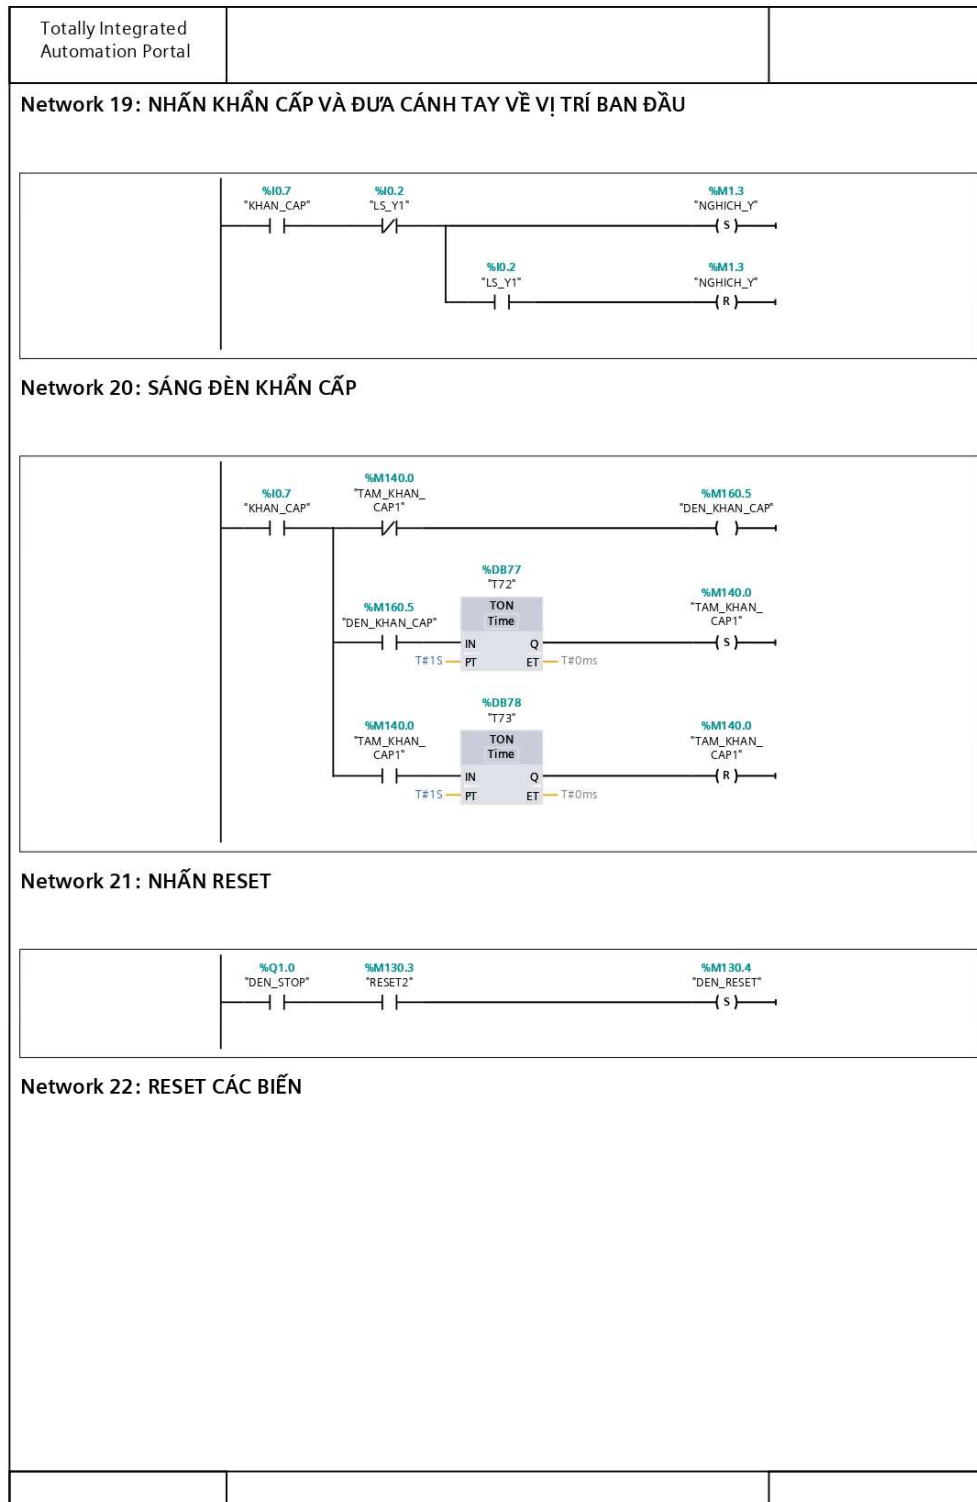 Totally Integrated
Automation Portal
Network 19: NHẤN KHẨN CẤP VÀ ĐƯA CÁNH TAY VỀ VỊ TRÍ BAN ĐẦU
%I0.7
"KHAN_CAP"
%I0.2
"LS_Y1"
%M1.3
"NGHICH_Y"
S
%I0.2
"LS_Y1"
%M1.3
"NGHICH_Y"
R
Network 20: SÁNG ĐÈN KHẨN CẤP
%I0.7
"KHAN_CAP"
%M140.0
"TAM_KHAN_
CAP1"
%M160.5
"DEN_KHAN_CAP"
%M160.5
"DEN_KHAN_CAP"
%DB77
"T72"
TON
Time
IN Q
T#1S PT ET T#0ms
%M140.0
"TAM_KHAN_
CAP1"
S
%M140.0
"TAM_KHAN_
CAP1"
%DB78
"T73"
TON
Time
IN Q
T#1S PT ET T#0ms
%M140.0
"TAM_KHAN_
CAP1"
R
Network 21: NHẤN RESET
%Q1.0
"DEN_STOP"
%M130.3
"RESET2"
%M130.4
"DEN_RESET"
S
Network 22: RESET CÁC BIẾN